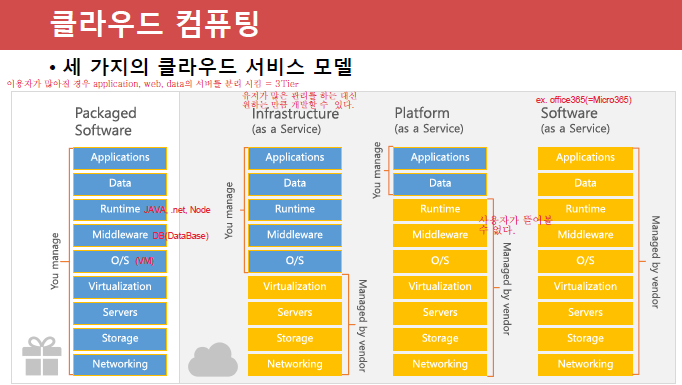 클라우드 컴퓨팅
• 세 가지의 클라우드 서비스 모델
이용자가 많아질 경우 application, web, data의 서버를 분리 시킴 = 3Tier
유저가 많은 관리를 하는 대신
원하는 만큼 개발할 수 있다.
ex. office365(=Micro365)
Packaged
Software
Infrastructure
(as a Service)
Platform
(as a Service)
Software
(as a Service)
You manage
Applications
Data
Runtime JAVA, .net, Node
Middleware DB(DataBase)
O/S (VM)
Virtualization
Servers
Storage
Networking
You manage
Applications
Data
Runtime
Middleware
O/S
Virtualization
Servers
Storage
Networking
Managed by vendor
You manage
Applications
Data
Runtime
Middleware
O/S
Virtualization
Servers
Storage
Networking
Managed by vendor
사용자가 뜯어볼
수 없다.
Applications
Data
Runtime
Middleware
O/S
Virtualization
Servers
Storage
Networking
Managed by vendor